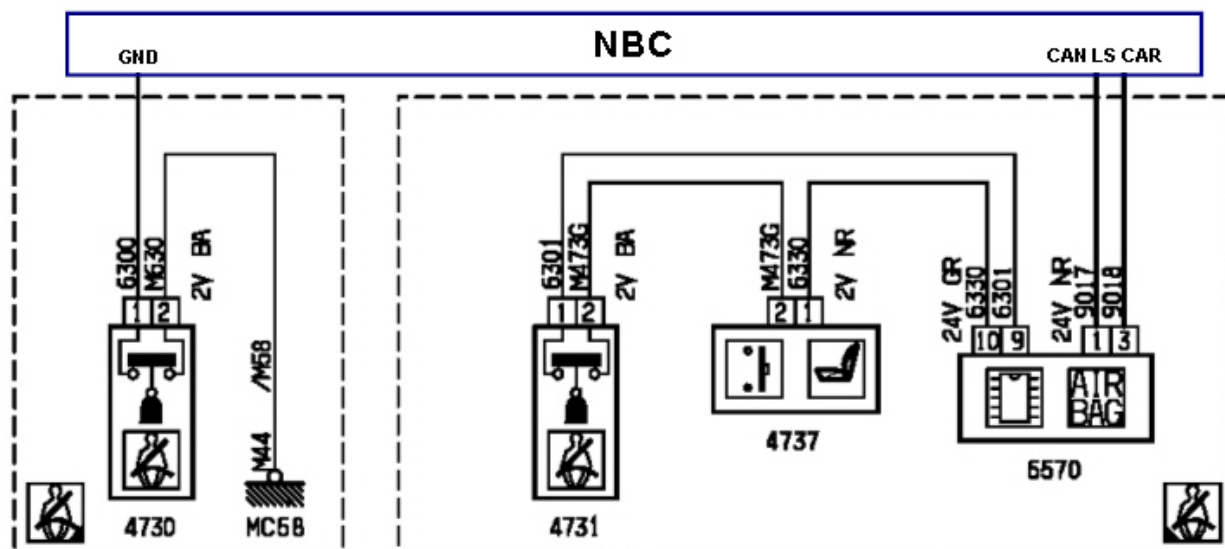 NBC
GND
CAN LS CAR
6300
M630
2V BA
1 2
/M58
M44
4730
MC58
6301
M473G
2V BA
1 2
4731
M473G
6330
2V NR
2 1
4737
24V GR
6330
6301
10 9
24V NR
9017
9018
1 3
AIR
BAG
6570